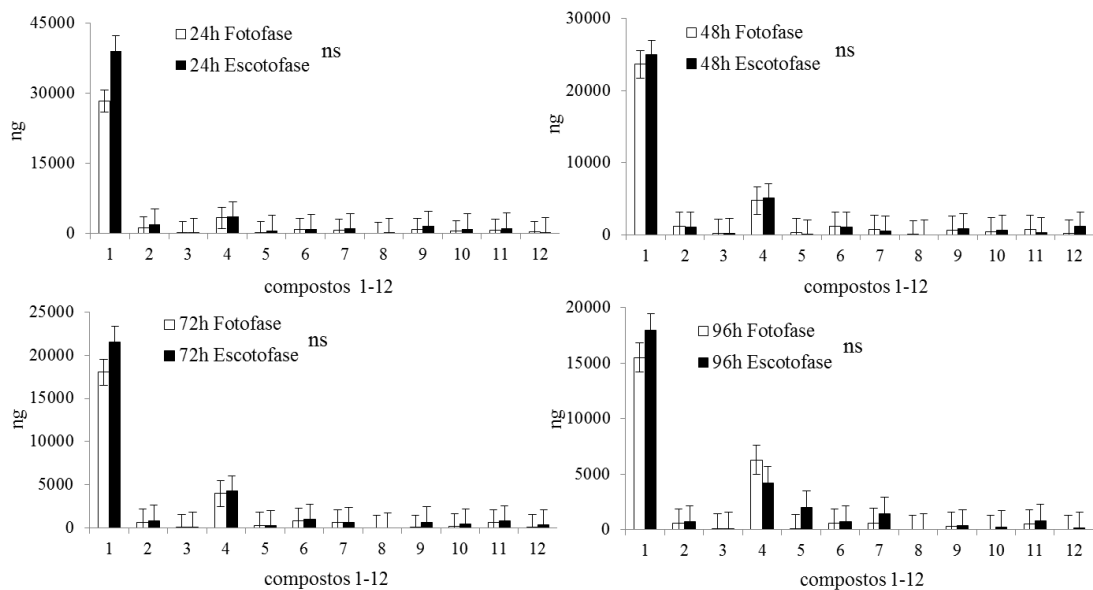 45000
30000
15000
0
ng
24h Fotofase
24h Escotofase
ns
1 2 3 4 5 6 7 8 9 10 11 12
compostos 1-12
30000
20000
10000
0
ng
48h Fotofase
48h Escotofase
ns
1 2 3 4 5 6 7 8 9 10 11 12
compostos 1-12
25000
20000
15000
10000
5000
0
ng
72h Fotofase
72h Escotofase
ns
1 2 3 4 5 6 7 8 9 10 11 12
compostos 1-12
20000
15000
10000
5000
0
ng
96h Fotofase
96h Escotofase
ns
1 2 3 4 5 6 7 8 9 10 11 12
compostos 1-12